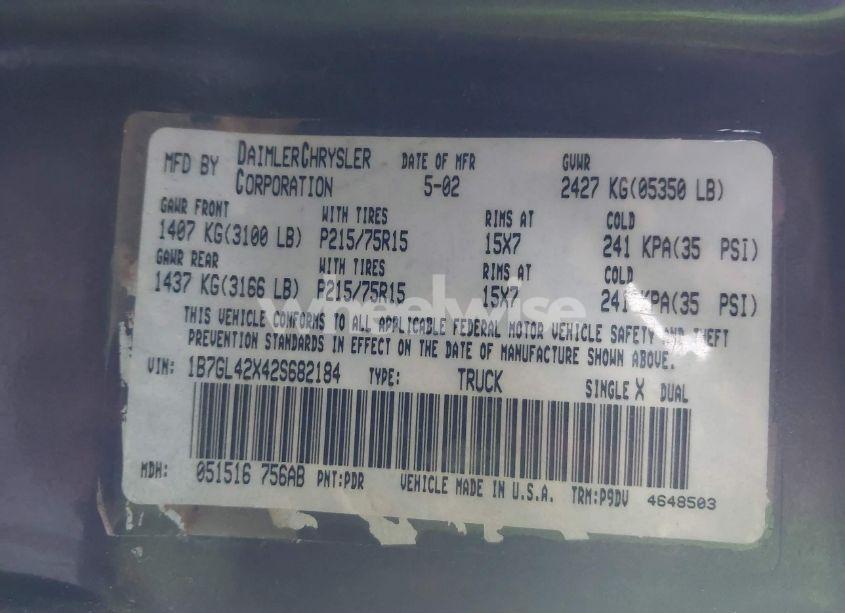 MFD BY DAIMLERCHRYSLER CORPORATION DATE OF MFR 5-02 GVWR 2427 KG(05350 LB)
GAWR FRONT WITH TIRES RIMS AT COLD
1407 KG(3100 LB) P215/75R15 15X7 241 KPA(35 PSI)
GAWR REAR WITH TIRES RIMS AT COLD
1437 KG(3166 LB) P215/75R15 15X7 241 KPA(35 PSI)
wheelwise
THIS VEHICLE CONFORMS TO ALL APPLICABLE FEDERAL MOTOR VEHICLE SAFETY AND THEFT
PREVENTION STANDARDS IN EFFECT ON THE DATE OF MANUFACTURE SHOWN ABOVE.
VIN: 1B7GL42X42S682184 TYPE: TRUCK SINGLE X DUAL
MDH: 051516 756AB PNT:PDR VEHICLE MADE IN U.S.A. TRM:P9DV 4648503